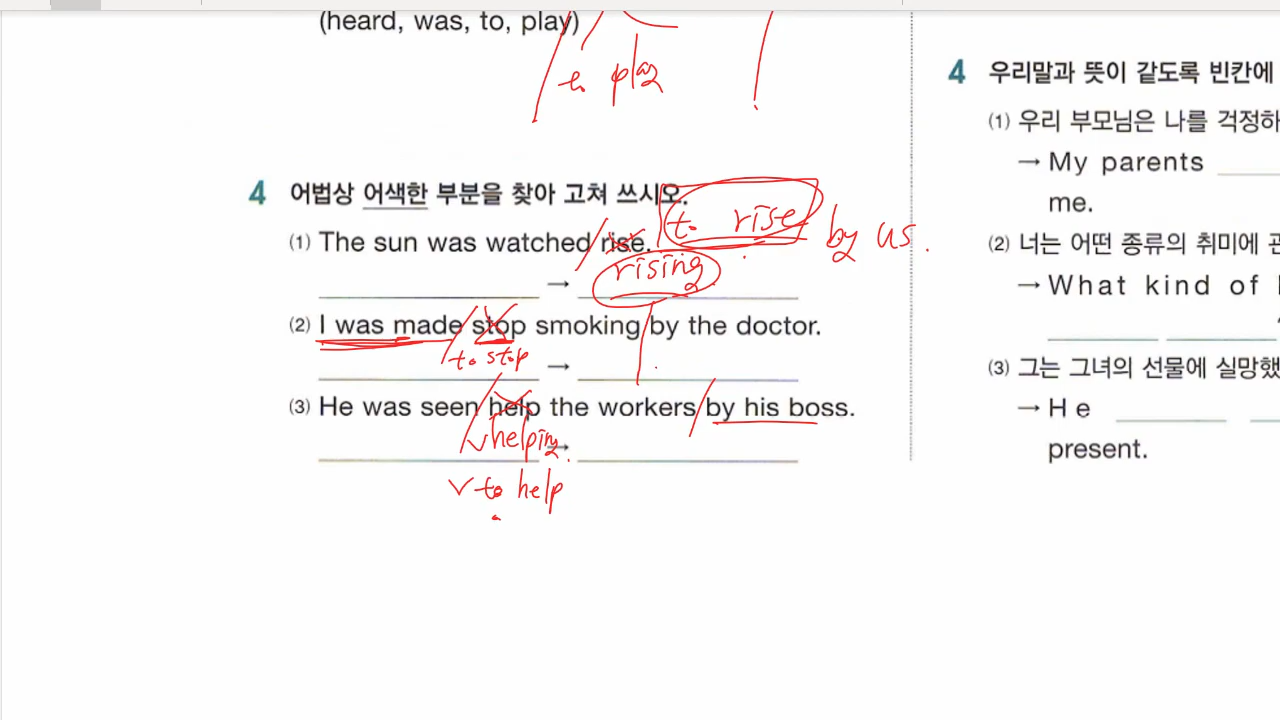 (heard, was, to, play)
to play
4 어법상 어색한 부분을 찾아 고쳐 쓰시오.
to rise by us.
(1) The sun was watched rise.
rising
→
(2) I was made stop smoking by the doctor.
to stop
→
(3) He was seen help the workers by his boss.
helping
→
to help
4 우리말과 뜻이 같도록 빈칸에
(1) 우리 부모님은 나를 걱정하
→ My parents
me.
(2) 너는 어떤 종류의 취미에
→ What kind of
(3) 그는 그녀의 선물에 실망했
→ He
present.